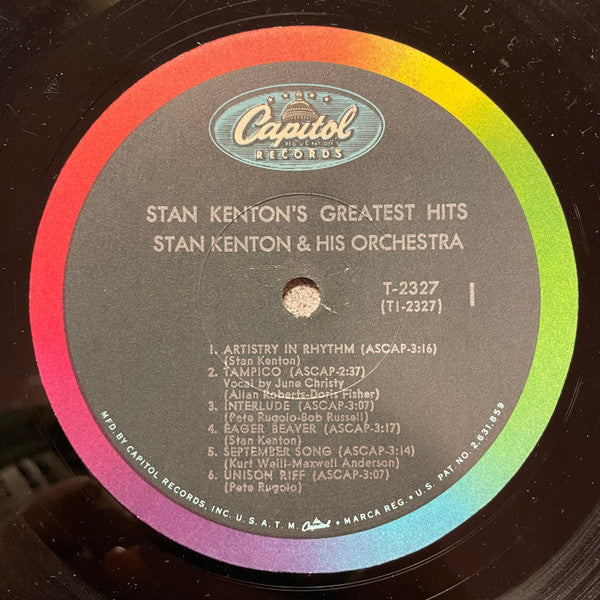 Capitol
REG. U.S. PAT. OFF.
RECORDS
STAN KENTON'S GREATEST HITS
STAN KENTON & HIS ORCHESTRA
T-2327 1
(T1-2327)
1. ARTISTRY IN RHYTHM (ASCAP-3:16)
(Stan Kenton)
2. TAMPICO (ASCAP-2:37)
Vocal by June Christy
(Allan Roberts-Doris Fisher)
3. INTERLUDE (ASCAP-3:07)
(Pete Rugolo-Bob Russell)
4. EAGER BEAVER (ASCAP-3:17)
(Stan Kenton)
5. SEPTEMBER SONG (ASCAP-3:14)
(Kurt Weill-Maxwell Anderson)
6. UNISON RIFF (ASCAP-3:07)
(Pete Rugolo)
MFD. BY CAPITOL RECORDS, INC. U.S.A. T.M. Capitol • MARCA REG. • U.S. PAT. NO. 2,631,859